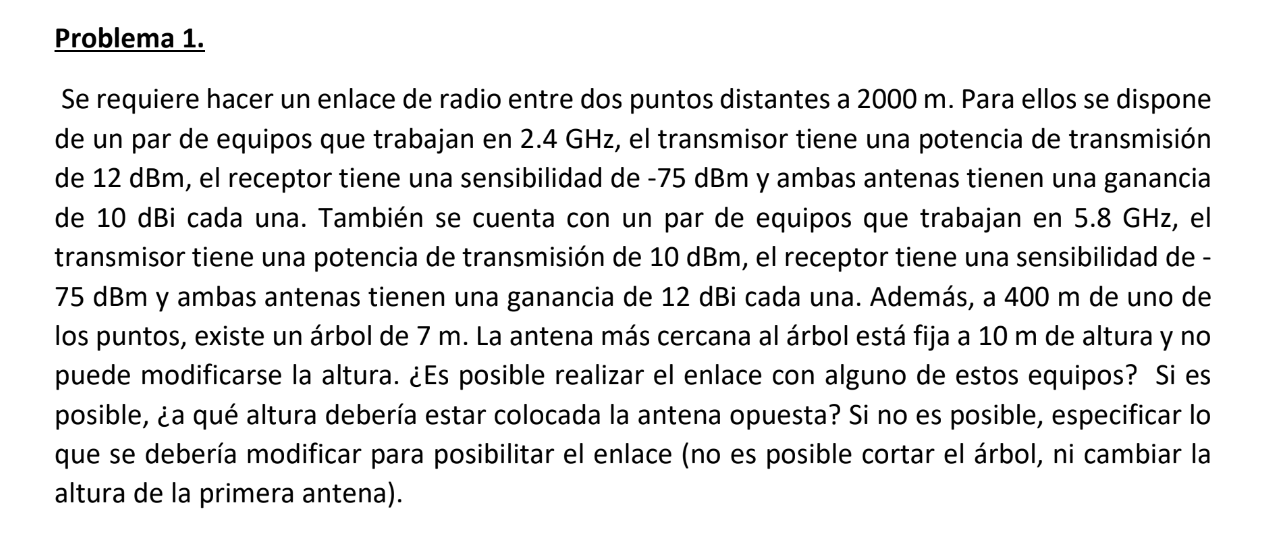 Problema 1.
Se requiere hacer un enlace de radio entre dos puntos distantes a 2000 m. Para ellos se dispone
de un par de equipos que trabajan en 2.4 GHz, el transmisor tiene una potencia de transmisión
de 12 dBm, el receptor tiene una sensibilidad de -75 dBm y ambas antenas tienen una ganancia
de 10 dBi cada una. También se cuenta con un par de equipos que trabajan en 5.8 GHz, el
transmisor tiene una potencia de transmisión de 10 dBm, el receptor tiene una sensibilidad de -
75 dBm y ambas antenas tienen una ganancia de 12 dBi cada una. Además, a 400 m de uno de
los puntos, existe un árbol de 7 m. La antena más cercana al árbol está fija a 10 m de altura y no
puede modificarse la altura. ¿Es posible realizar el enlace con alguno de estos equipos? Si es
posible, ¿a qué altura debería estar colocada la antena opuesta? Si no es posible, especificar lo
que se debería modificar para posibilitar el enlace (no es posible cortar el árbol, ni cambiar la
altura de la primera antena).